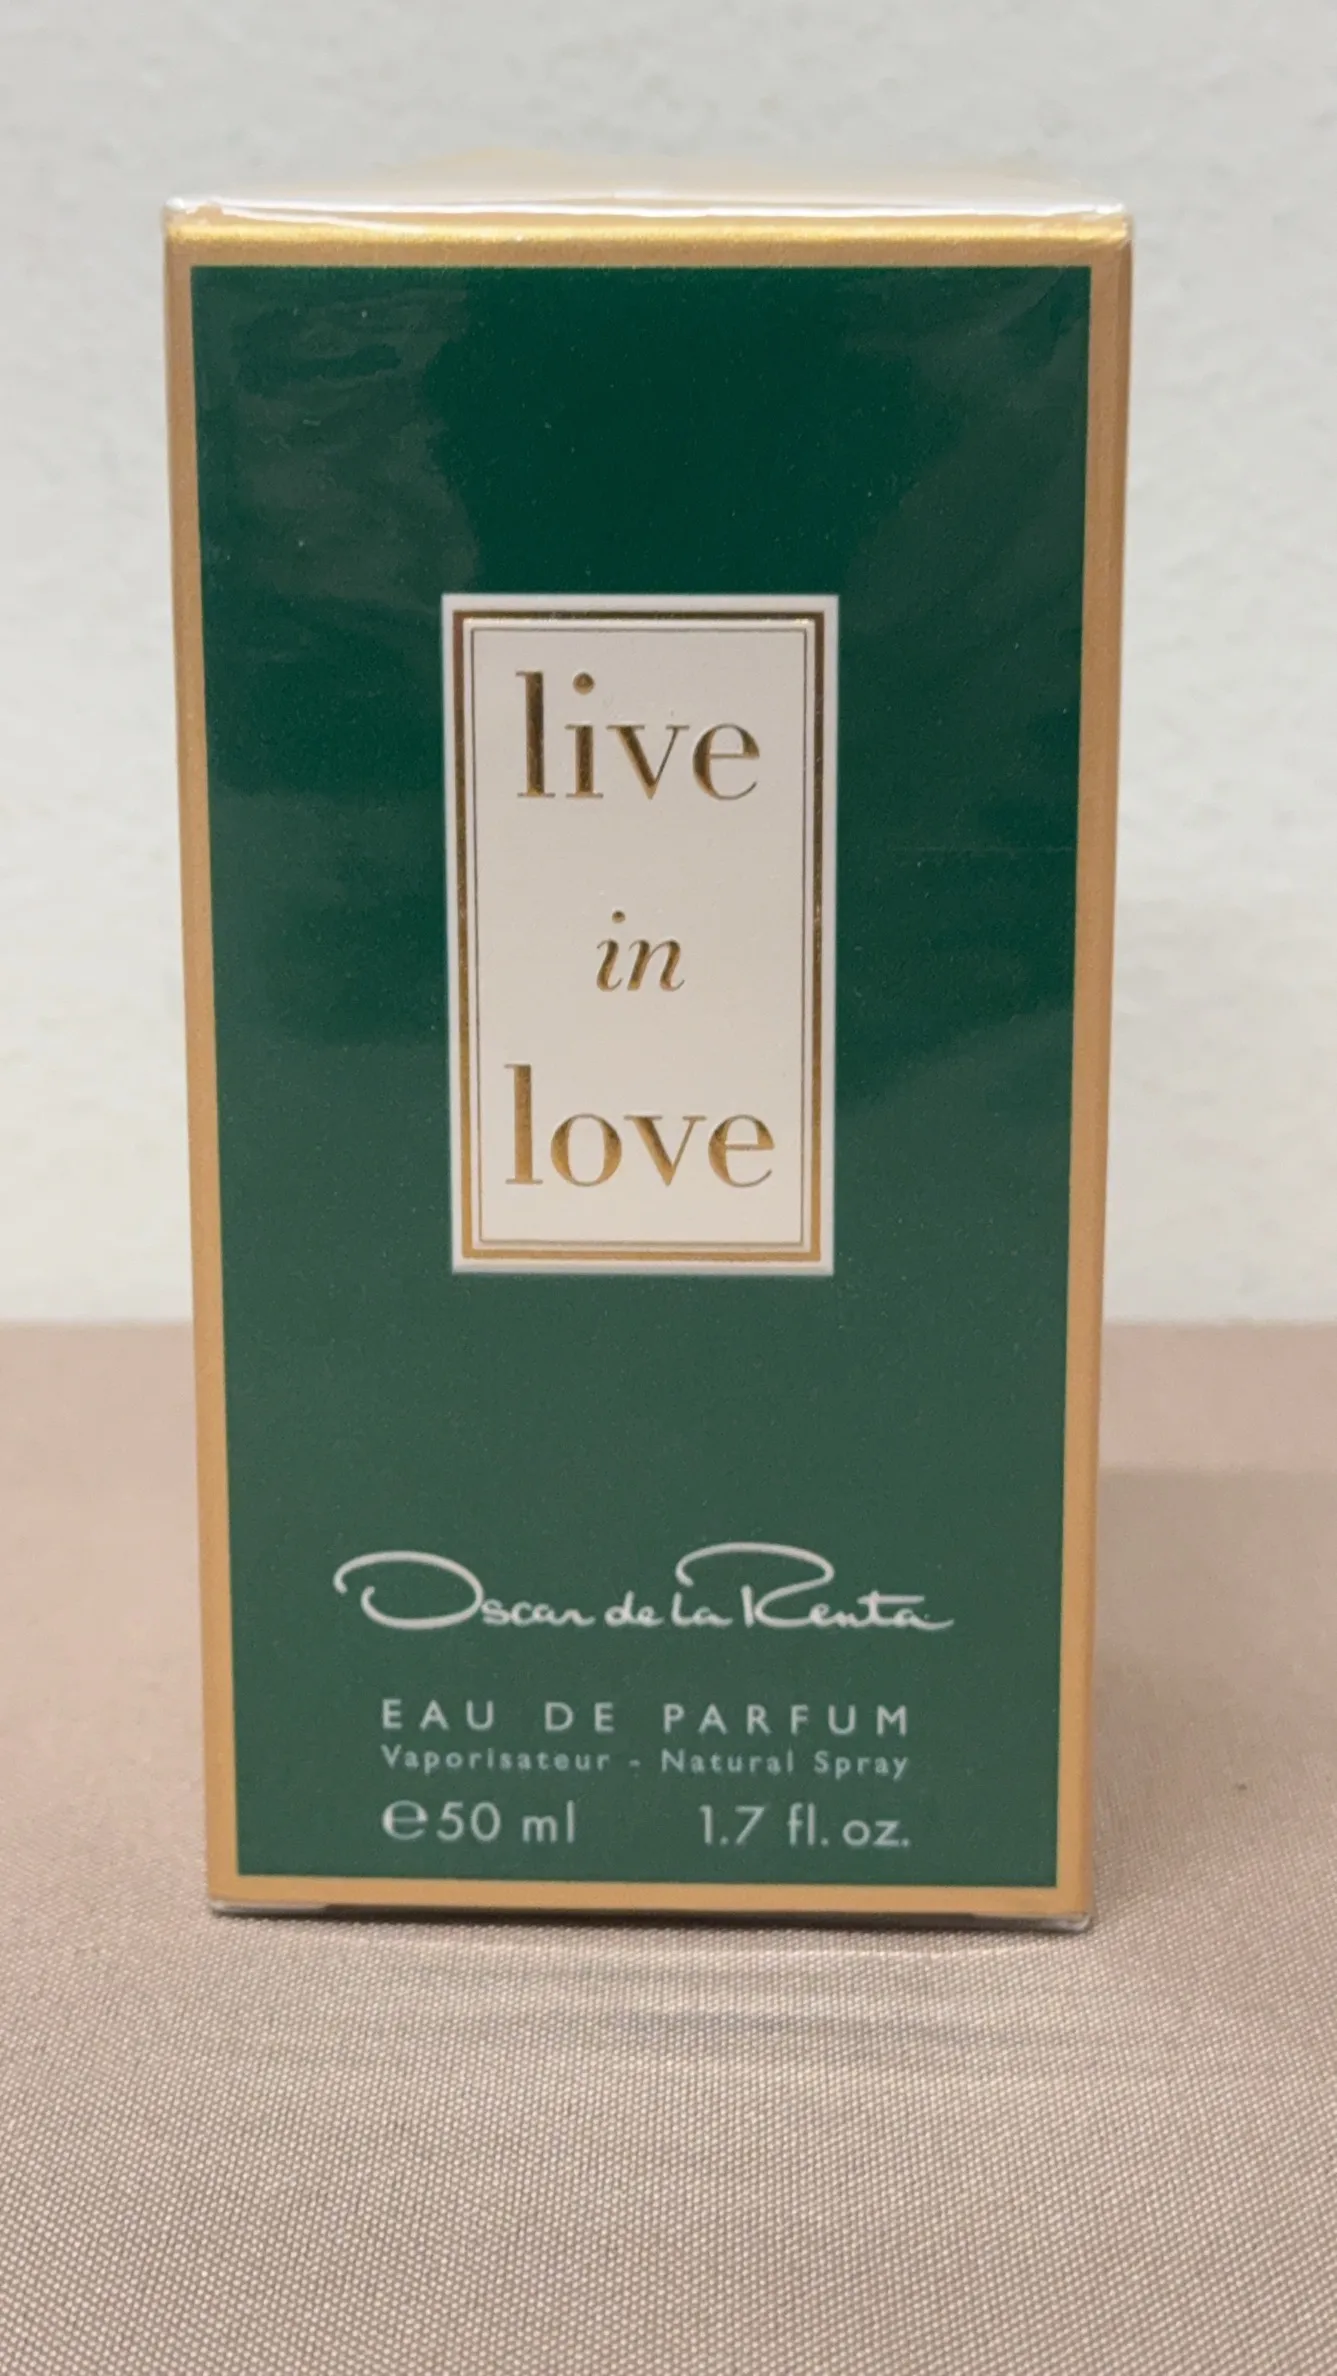 live
in
love
Oscar de la Renta
EAU DE PARFUM
Vaporisateur - Natural Spray
℮50 ml 1.7 fl. oz.